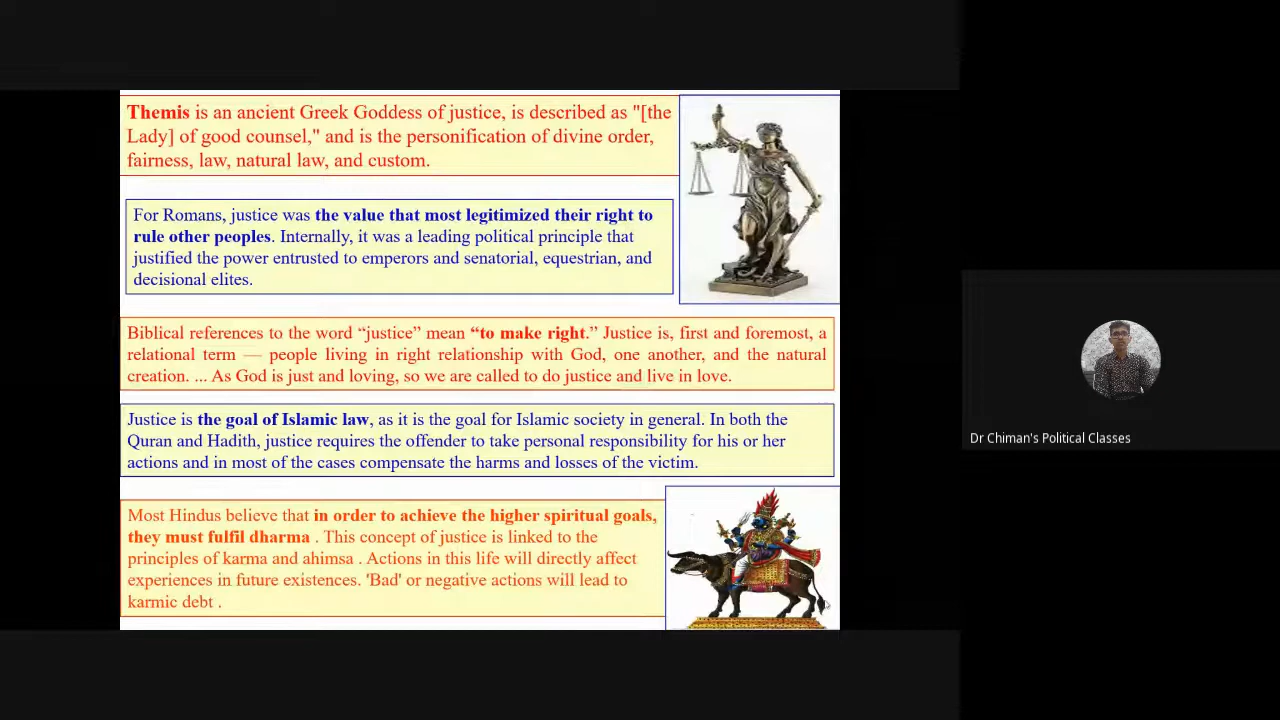 Themis is an ancient Greek Goddess of justice, is described as "[the
Lady] of good counsel," and is the personification of divine order,
fairness, law, natural law, and custom.
For Romans, justice was the value that most legitimized their right to
rule other peoples. Internally, it was a leading political principle that
justified the power entrusted to emperors and senatorial, equestrian, and
decisional elites.
Biblical references to the word “justice” mean “to make right.” Justice is, first and foremost, a
relational term — people living in right relationship with God, one another, and the natural
creation. ... As God is just and loving, so we are called to do justice and live in love.
Justice is the goal of Islamic law, as it is the goal for Islamic society in general. In both the
Quran and Hadith, justice requires the offender to take personal responsibility for his or her
actions and in most of the cases compensate the harms and losses of the victim.
Most Hindus believe that in order to achieve the higher spiritual goals,
they must fulfil dharma . This concept of justice is linked to the
principles of karma and ahimsa . Actions in this life will directly affect
experiences in future existences. 'Bad' or negative actions will lead to
karmic debt .
Dr Chiman's Political Classes